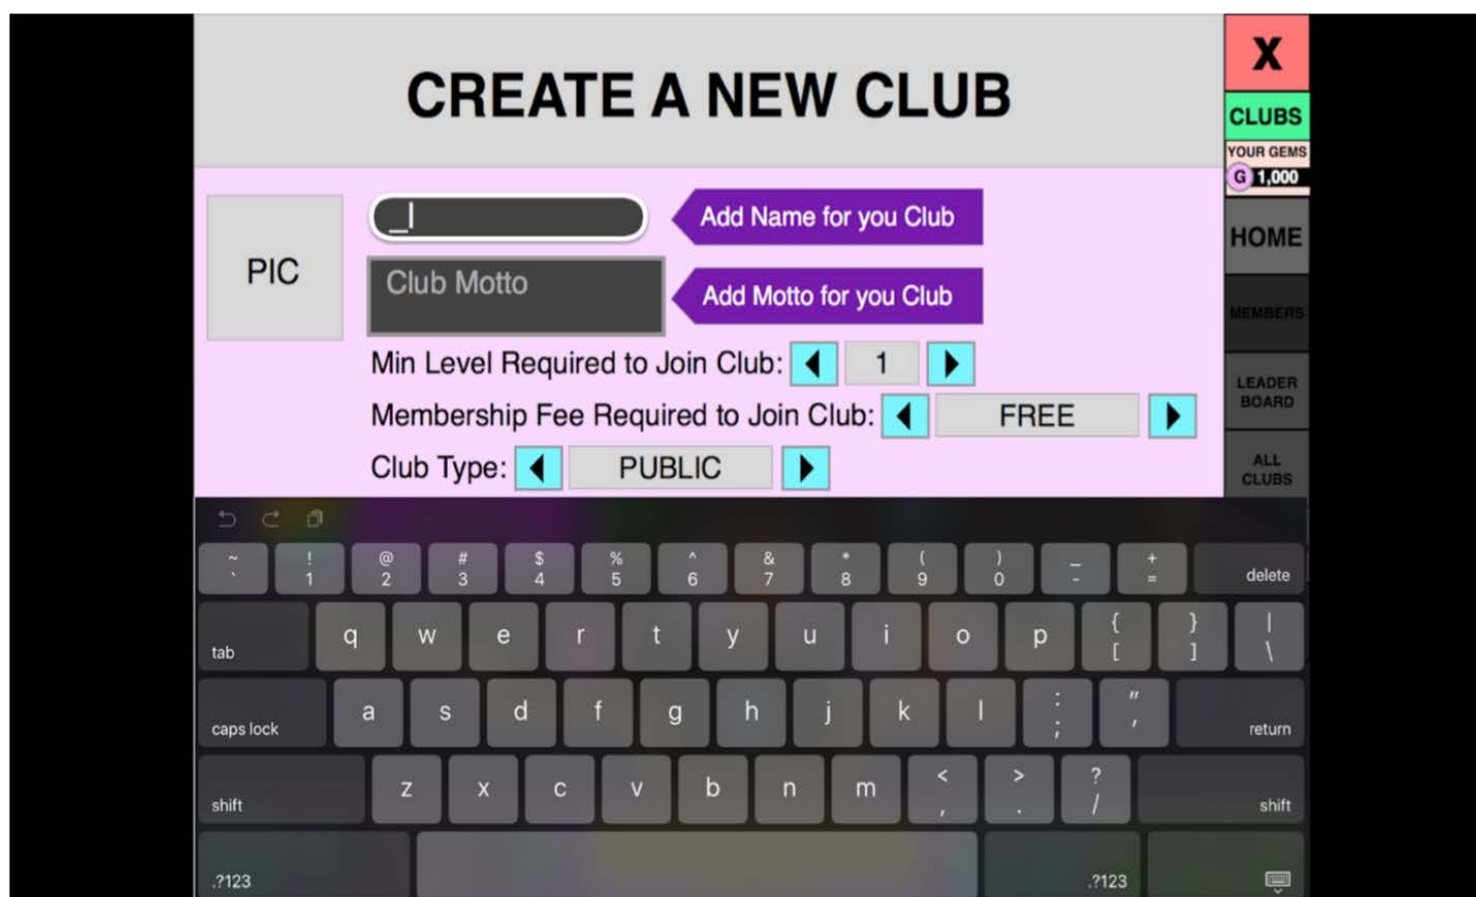 CREATE A NEW CLUB
X
CLUBS
YOUR GEMS
G 1,000
HOME
MEMBERS
LEADER
BOARD
ALL
CLUBS
PIC
_
Add Name for you Club
Club Motto
Add Motto for you Club
Min Level Required to Join Club:
1
Membership Fee Required to Join Club:
FREE
Club Type:
PUBLIC
~ ! @ # $ % ^ & * ( ) _ +
` 1 2 3 4 5 6 7 8 9 0 - = delete
tab q w e r t y u i o p { [ } ] | \
caps lock a s d f g h j k l : ; " ' return
shift z x c v b n m < , > . ? / shift
.?123 .?123